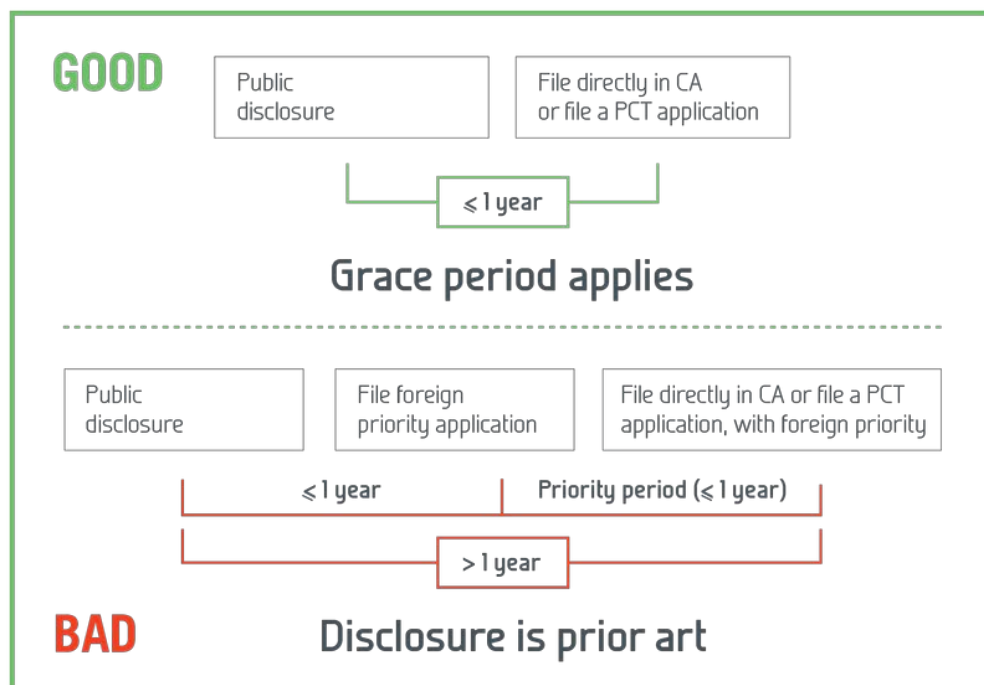 GOOD
Public
disclosure
File directly in CA
or file a PCT application
⩽ 1 year
Grace period applies
Public
disclosure
File foreign
priority application
File directly in CA or file a PCT
application, with foreign priority
⩽ 1 year
Priority period (⩽ 1 year)
> 1 year
BAD
Disclosure is prior art